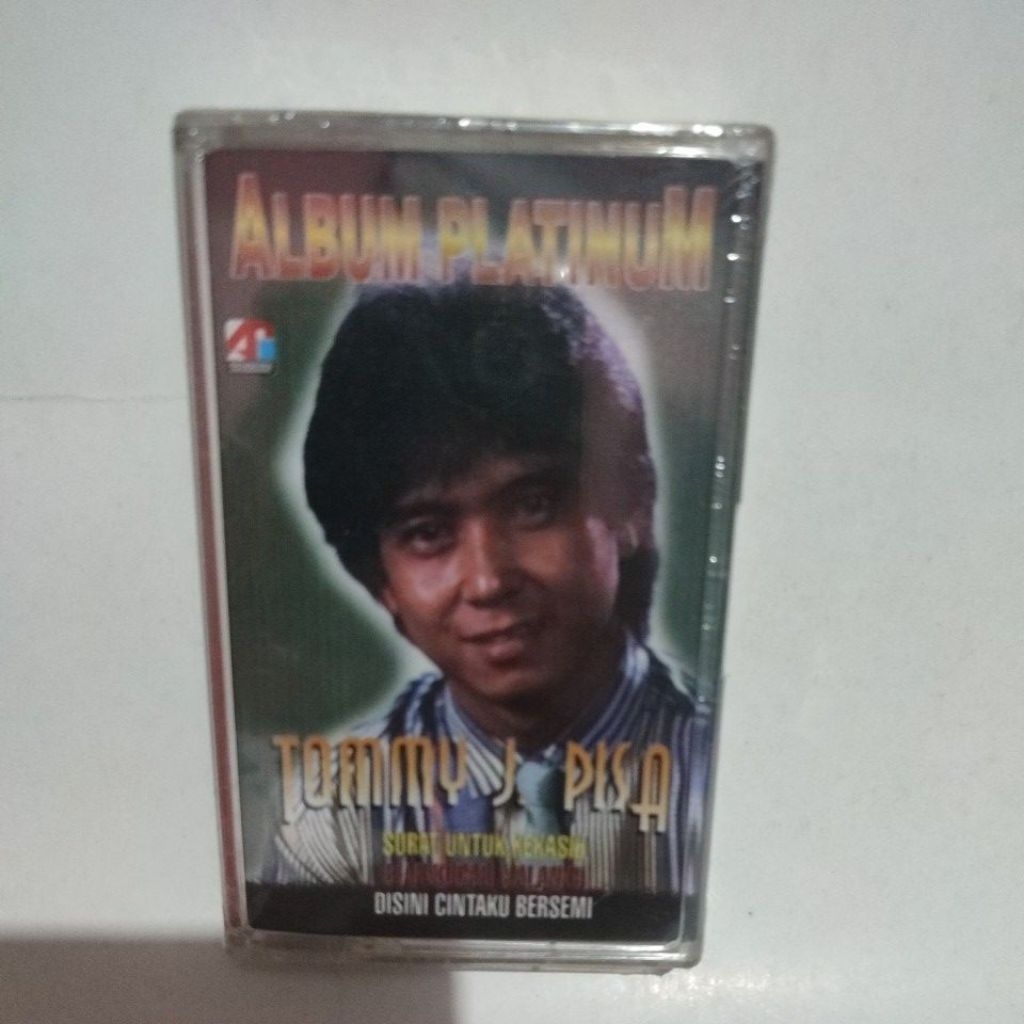 ALBUM PLATINUM
TOMMY J. PISA
SURAT UNTUK KEKASIH
DISINI CINTAKU BERSEMI